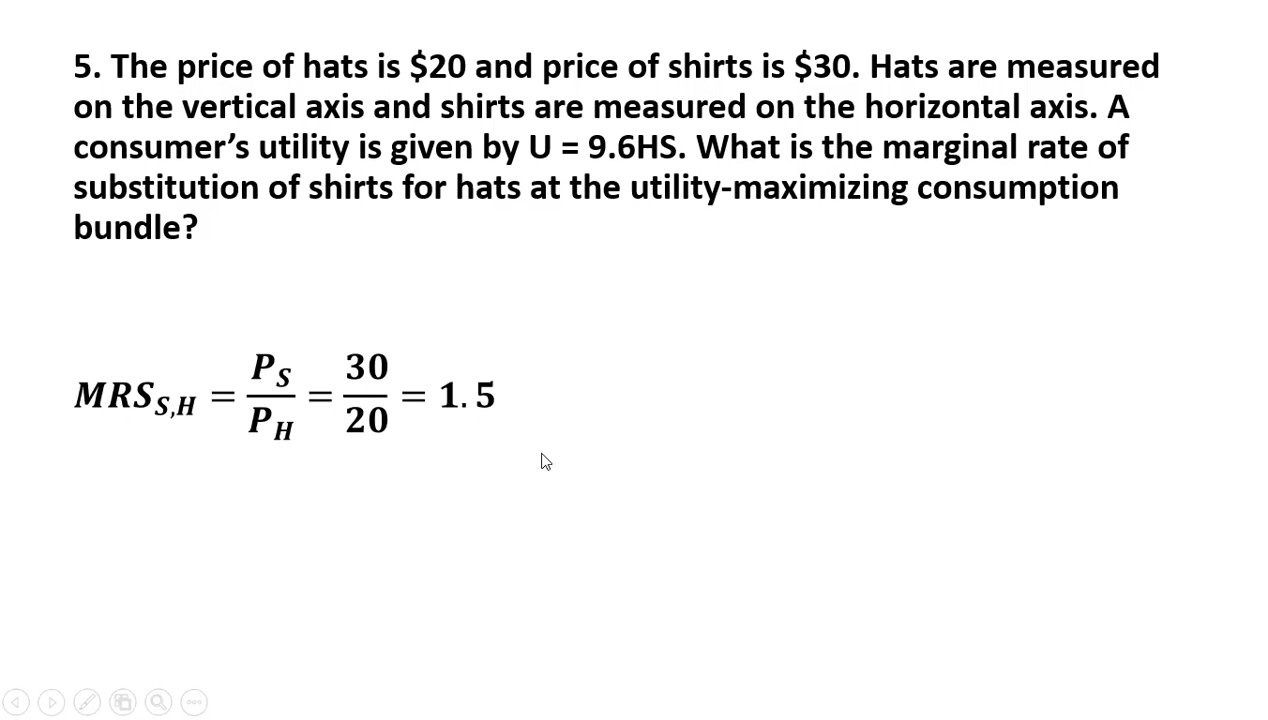 5. The price of hats is $20 and price of shirts is $30. Hats are measured
on the vertical axis and shirts are measured on the horizontal axis. A
consumer’s utility is given by U = 9.6HS. What is the marginal rate of
substitution of shirts for hats at the utility-maximizing consumption
bundle?
MRS_{S,H} = P_S / P_H = 30 / 20 = 1.5